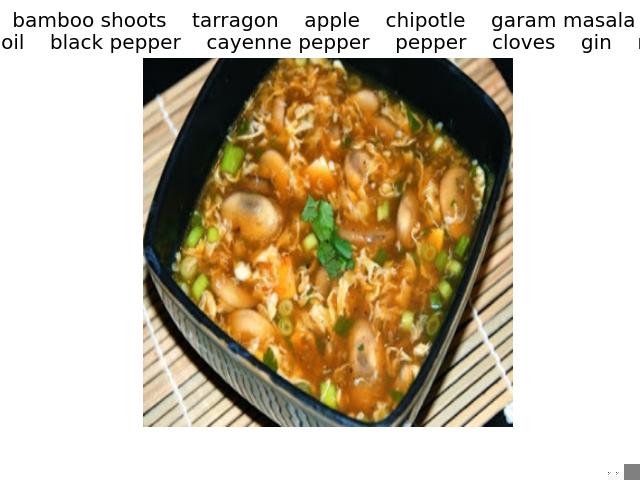 bamboo shoots tarragon apple chipotle garam masala
oil black pepper cayenne pepper pepper cloves gin